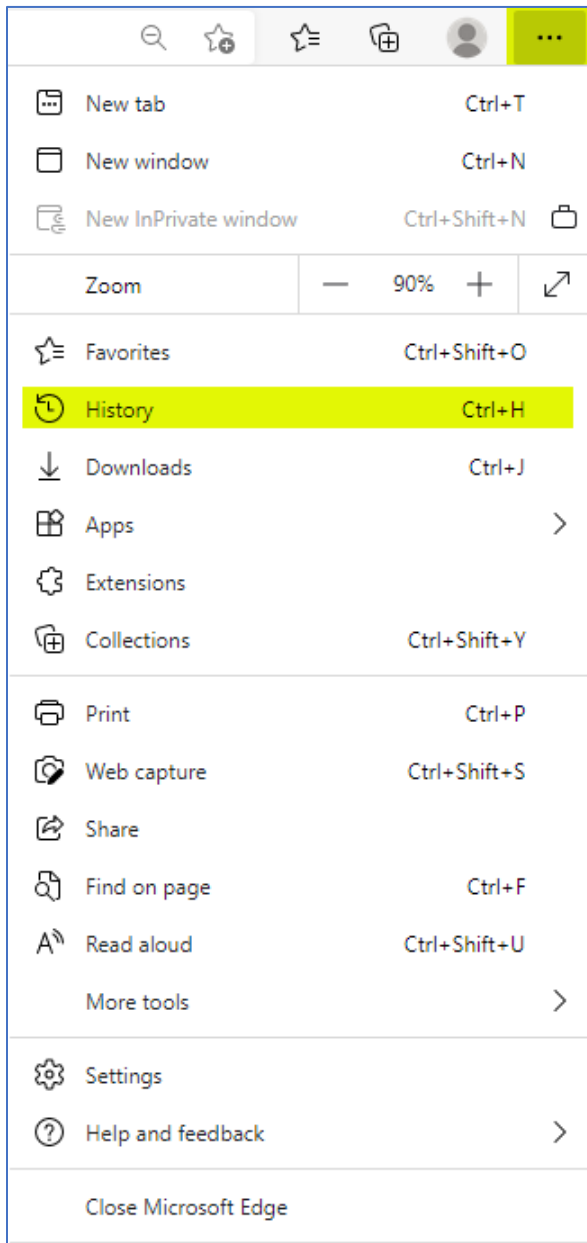 New tab Ctrl+T
New window Ctrl+N
New InPrivate window Ctrl+Shift+N
Zoom — 90% +
Favorites Ctrl+Shift+O
History Ctrl+H
Downloads Ctrl+J
Apps
Extensions
Collections Ctrl+Shift+Y
Print Ctrl+P
Web capture Ctrl+Shift+S
Share
Find on page Ctrl+F
Read aloud Ctrl+Shift+U
More tools
Settings
Help and feedback
Close Microsoft Edge